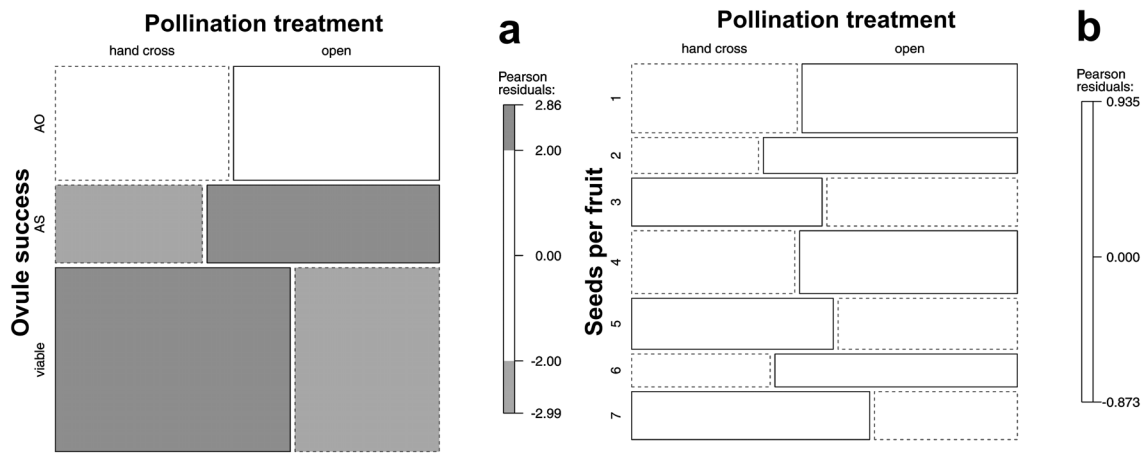 Pollination treatment
hand cross open
Ovule success
AO
AS
viable
a
Pearson
residuals:
2.86
2.00
0.00
-2.00
-2.99
Pollination treatment
hand cross open
Seeds per fruit
1
2
3
4
5
6
7
b
Pearson
residuals:
0.935
0.000
-0.873